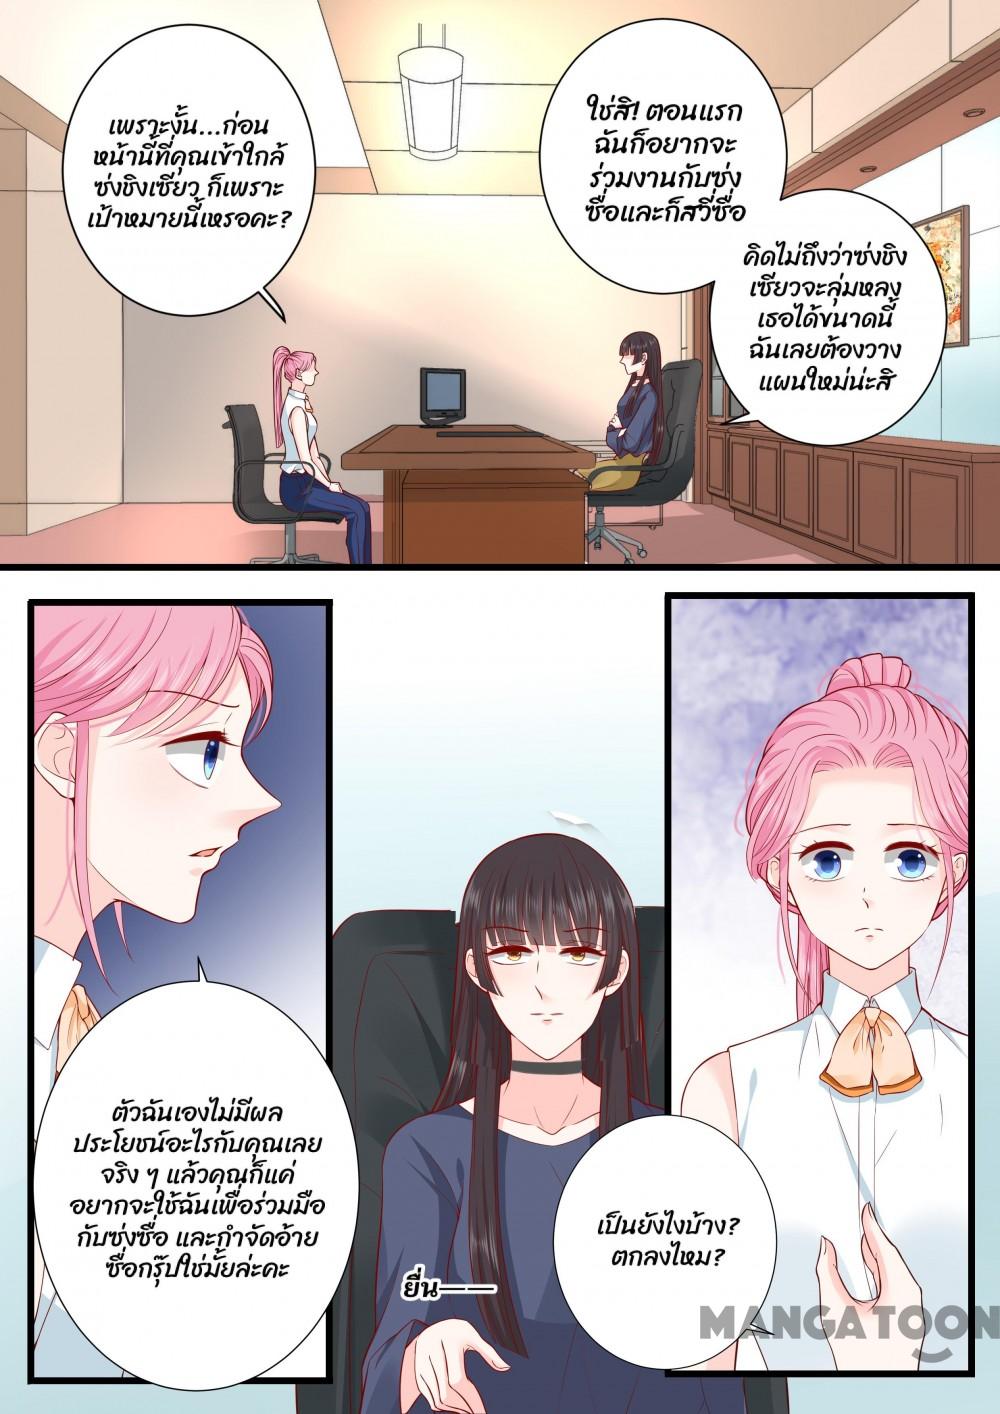 เพราะงั้น...ก่อน
หน้านี้ที่คุณเข้าใกล้
ซ่งชิงเซียว ก็เพราะ
เป้าหมายนี้เหรอคะ?
ใช่สิ! ตอนแรก
ฉันก็อยากจะ
ร่วมงานกับซ่ง
ซื่อและก็สวี่ซื่อ
คิดไม่ถึงว่าซ่งชิง
เซียวจะลุ่มหลง
เธอได้ขนาดนี้
ฉันเลยต้องวาง
แผนใหม่น่ะสิ
ตัวฉันเองไม่มีผล
ประโยชน์อะไรกับคุณเลย
จริง ๆ แล้วคุณก็แค่
อยากจะใช้ฉันเพื่อร่วมมือ
กับซ่งซื่อ และกำจัดอ้าย
ซื่อกรุ๊ปใช่มั้ยล่ะคะ
ยื่น——
เป็นยังไงบ้าง?
ตกลงไหม?
MANGATOON